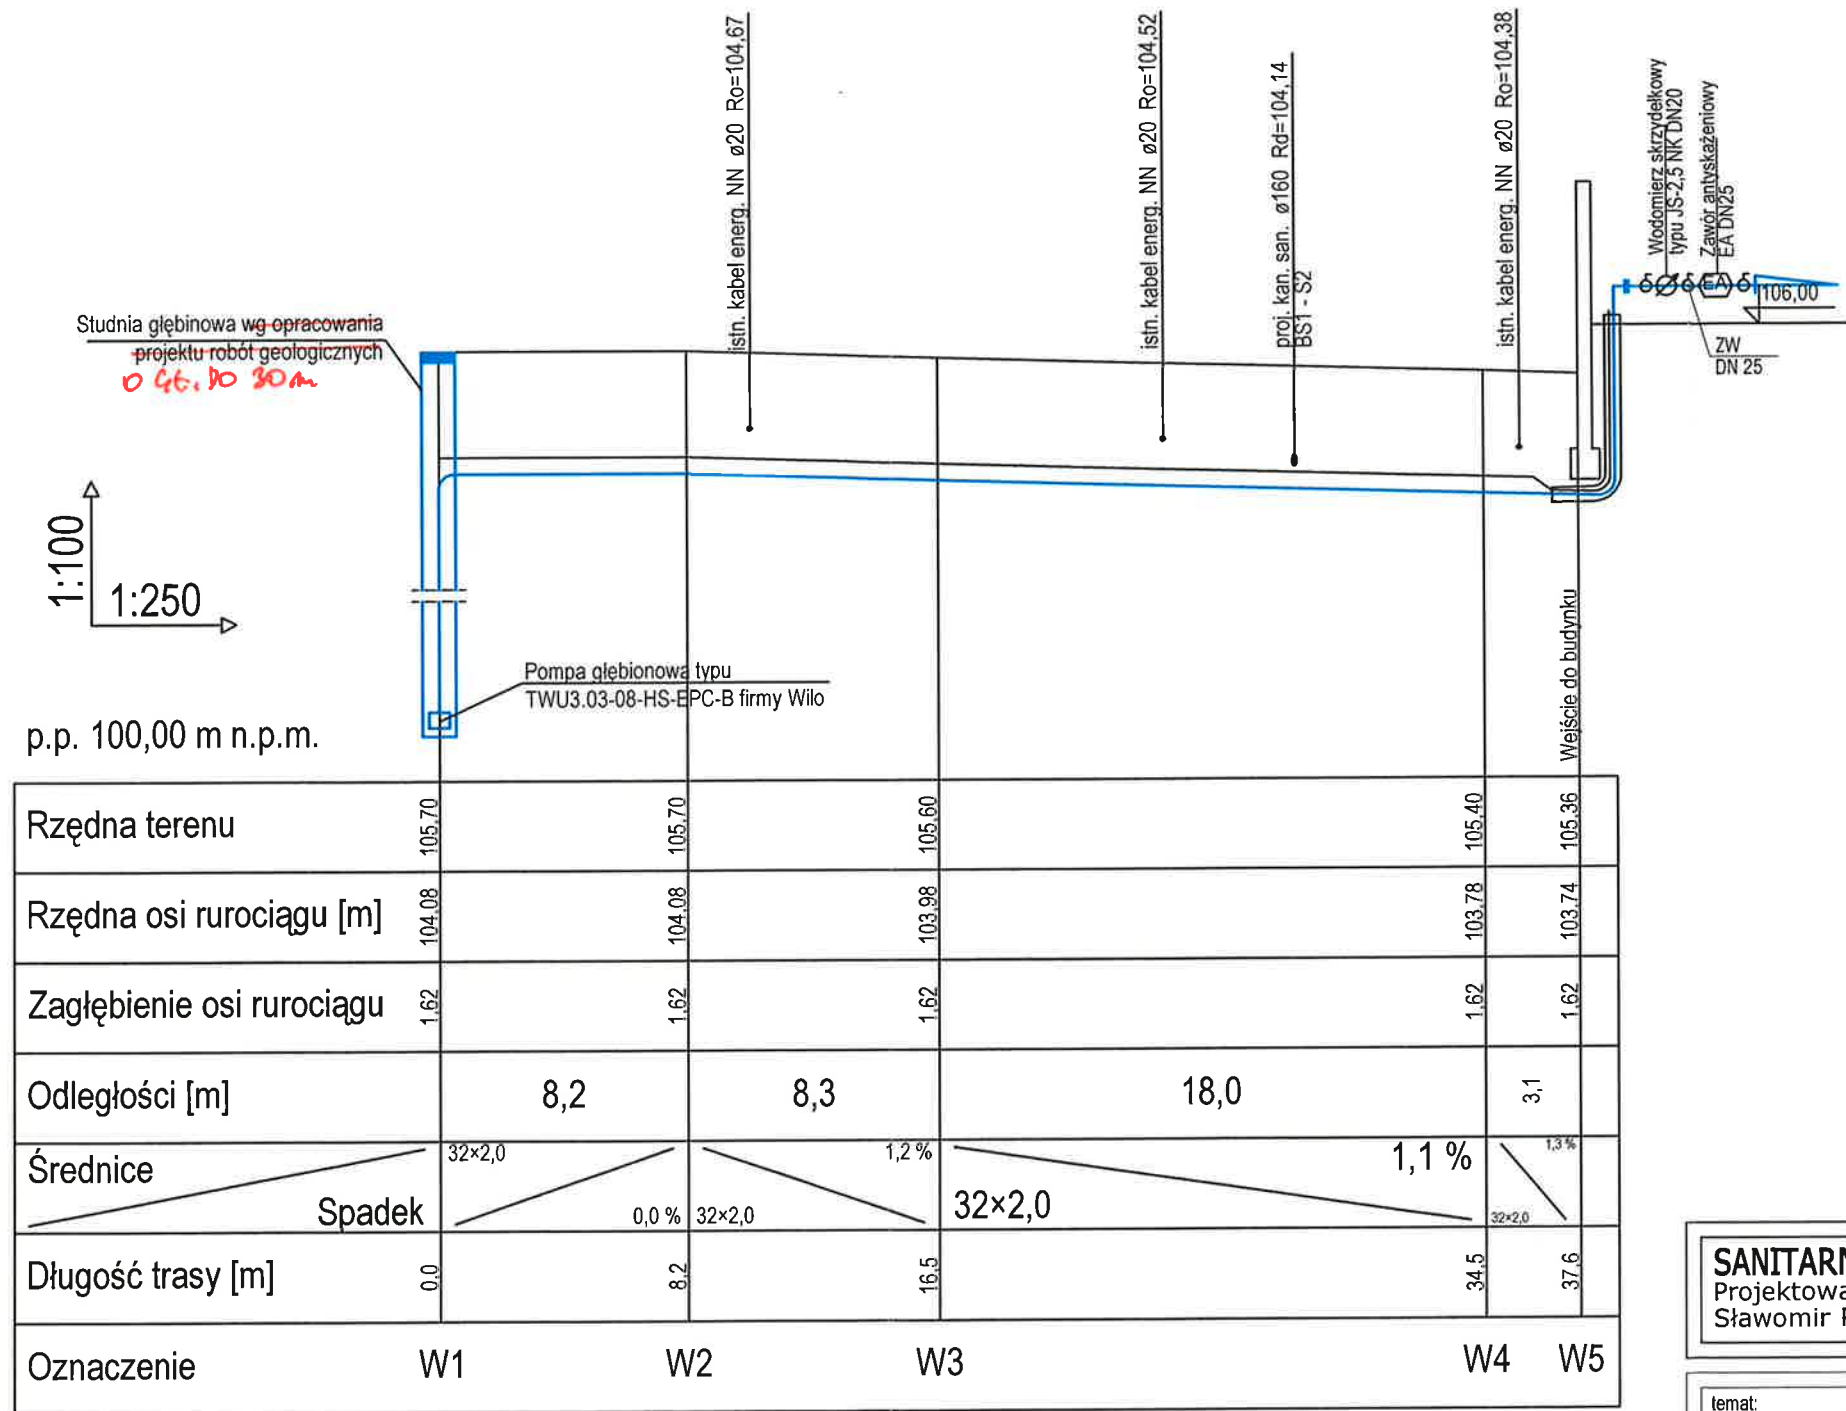 istn. kabel energ. NN ø20 Ro=104,67
istn. kabel energ. NN ø20 Ro=104,52
proj. kan. san. ø160 Rd=104,14
BS1 - S2
istn. kabel energ. NN ø20 Ro=104,38
Wodomierz skrzydełkowy
typu JS-2,5 NK DN20
Zawór antyskażeniowy
EA DN25
EA
106,00
ZW
DN 25
Studnia głębinowa wg opracowania
projektu robót geologicznych
o Gł. DO 30 m
1:100
1:250
Pompa głębionowa typu
TWU3.03-08-HS-EPC-B firmy Wilo
Wejście do budynku
p.p. 100,00 m n.p.m.
Rzędna terenu 105,70 105,70 105,60 105,40 105,36
Rzędna osi rurociągu [m] 104,08 104,08 103,98 103,78 103,74
Zagłębienie osi rurociągu 1,62 1,62 1,62 1,62 1,62
Odległości [m] 8,2 8,3 18,0 3,1
Średnice 32×2,0 1,2 % 1,1 % 1,3 %
Spadek 0,0 % 32×2,0 32×2,0 32×2,0
Długość trasy [m] 0,0 8,2 16,5 34,5 37,6
Oznaczenie W1 W2 W3 W4 W5
SANITARN
Projektowa
Sławomir
temat: